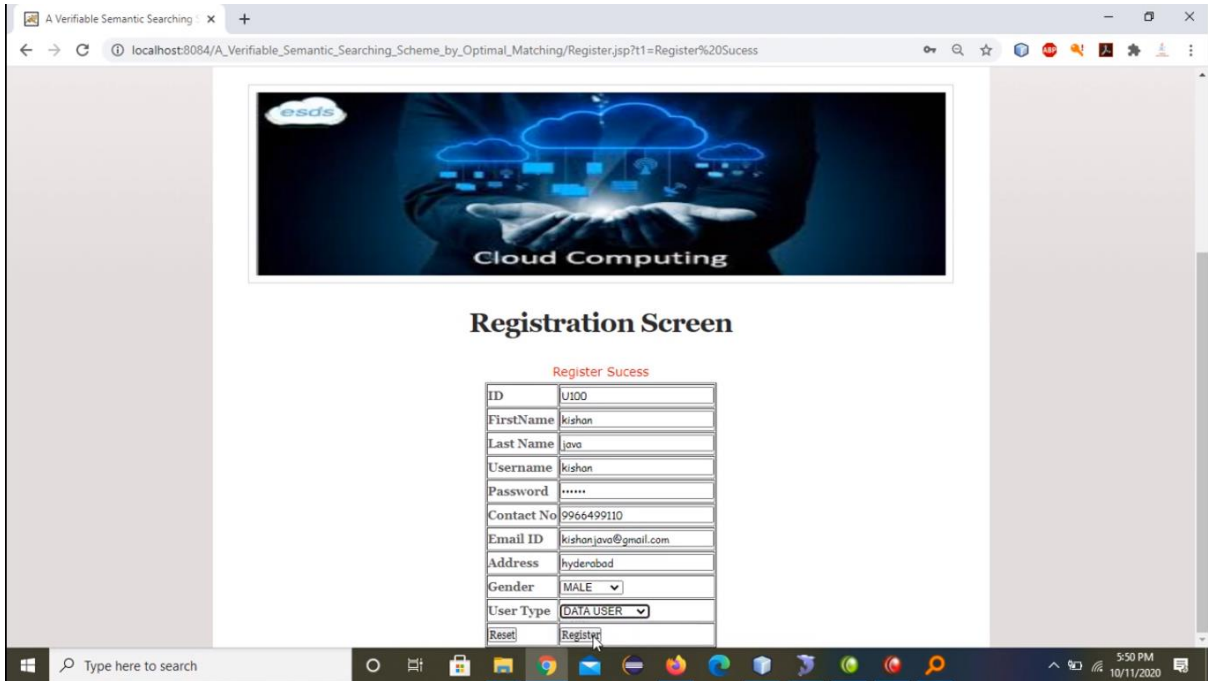 A Verifiable Semantic Searching S
localhost:8084/A_Verifiable_Semantic_Searching_Scheme_by_Optimal_Matching/Register.jsp?t1=Register%20Sucess
ABP
esds
Cloud Computing
Registration Screen
Register Sucess
ID U100
FirstName kishan
Last Name java
Username kishan
Password ••••••
Contact No 9966499110
Email ID kishanjava@gmail.com
Address hyderabad
Gender MALE
User Type DATA USER
Reset Register
Type here to search
5:50 PM
10/11/2020